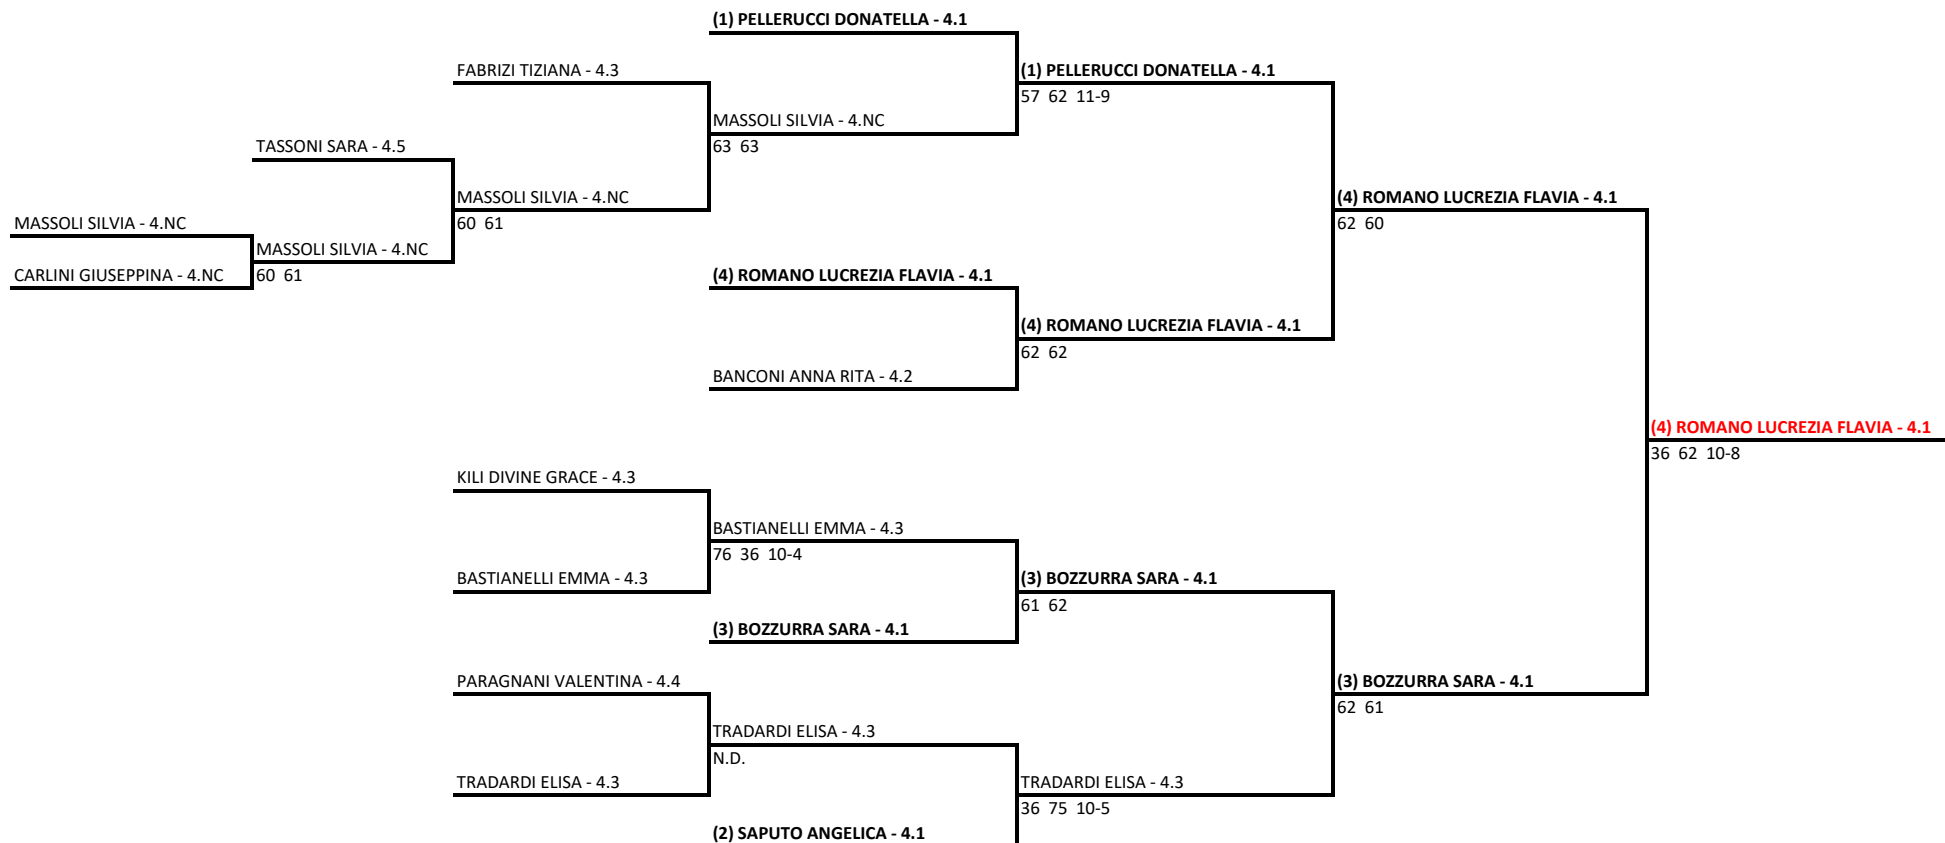 (1) PELLERUCCI DONATELLA - 4.1
FABRIZI TIZIANA - 4.3
(1) PELLERUCCI DONATELLA - 4.1
57 62 11-9
MASSOLI SILVIA - 4.NC
63 63
TASSONI SARA - 4.5
MASSOLI SILVIA - 4.NC
60 61
(4) ROMANO LUCREZIA FLAVIA - 4.1
62 60
MASSOLI SILVIA - 4.NC
MASSOLI SILVIA - 4.NC
60 61
CARLINI GIUSEPPINA - 4.NC
(4) ROMANO LUCREZIA FLAVIA - 4.1
(4) ROMANO LUCREZIA FLAVIA - 4.1
62 62
BANCONI ANNA RITA - 4.2
(4) ROMANO LUCREZIA FLAVIA - 4.1
36 62 10-8
KILI DIVINE GRACE - 4.3
BASTIANELLI EMMA - 4.3
76 36 10-4
BASTIANELLI EMMA - 4.3
(3) BOZZURRA SARA - 4.1
61 62
(3) BOZZURRA SARA - 4.1
PARAGNANI VALENTINA - 4.4
(3) BOZZURRA SARA - 4.1
62 61
TRADARDI ELISA - 4.3
N.D.
TRADARDI ELISA - 4.3
TRADARDI ELISA - 4.3
36 75 10-5
(2) SAPUTO ANGELICA - 4.1